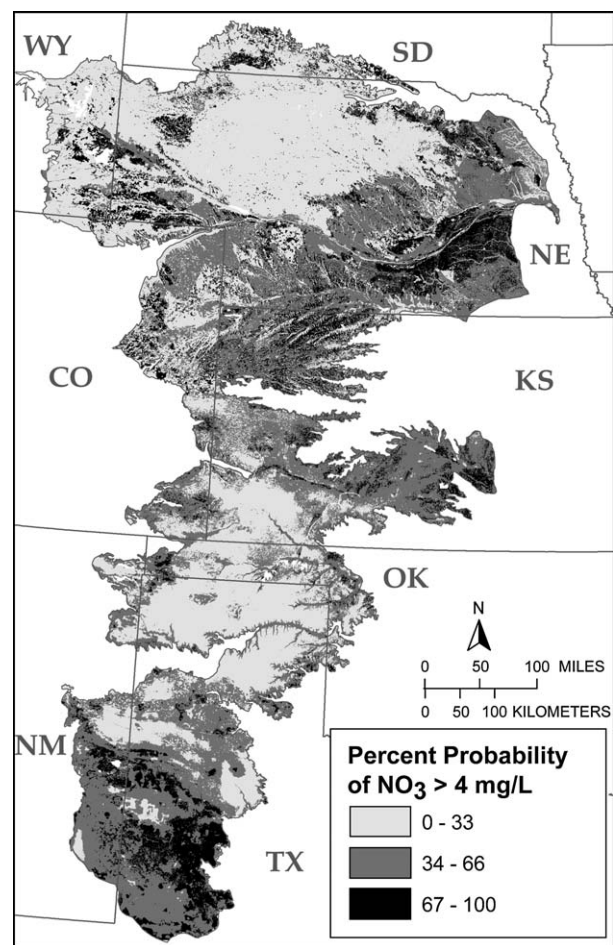 WY
SD
NE
CO
KS
OK
N
0 50 100 MILES
0 50 100 KILOMETERS
NM
TX
Percent Probability
of NO3 > 4 mg/L
0 - 33
34 - 66
67 - 100